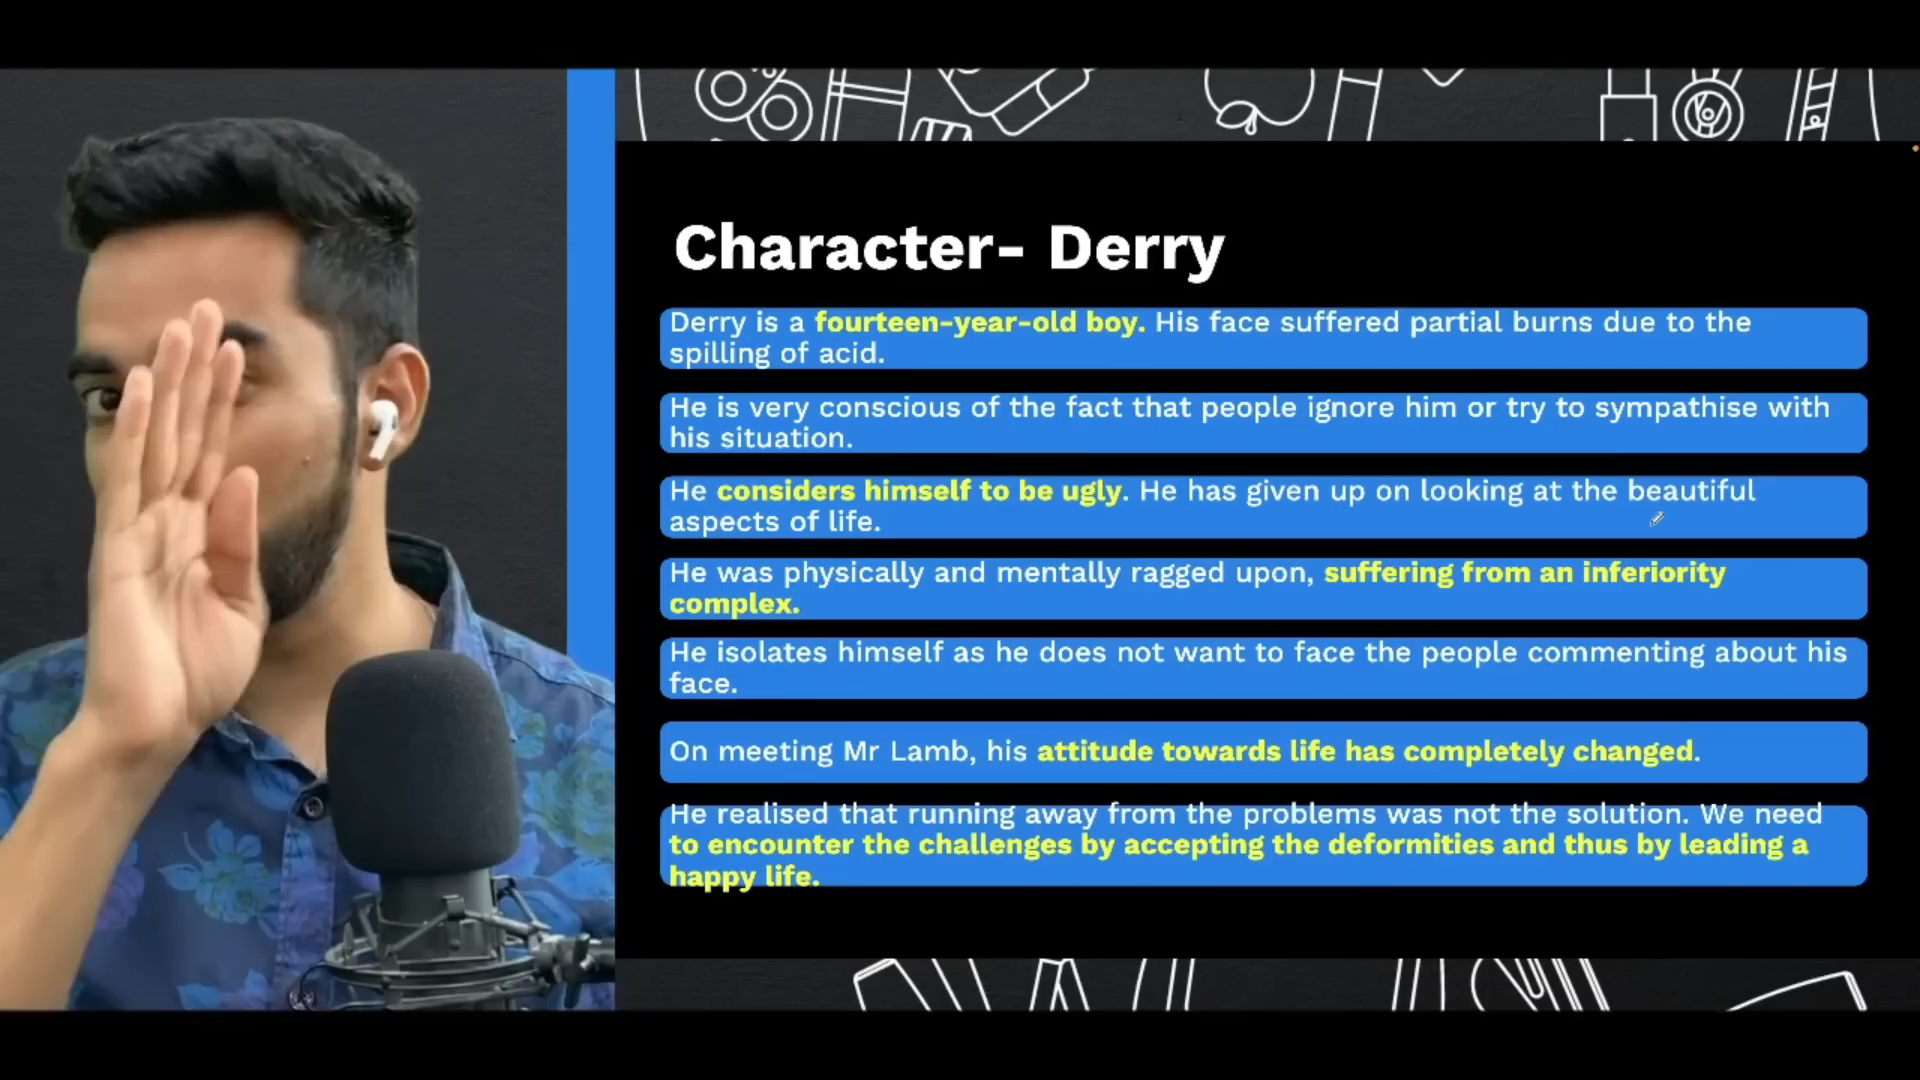 Character- Derry
Derry is a fourteen-year-old boy. His face suffered partial burns due to the
spilling of acid.
He is very conscious of the fact that people ignore him or try to sympathise with
his situation.
He considers himself to be ugly. He has given up on looking at the beautiful
aspects of life.
He was physically and mentally ragged upon, suffering from an inferiority
complex.
He isolates himself as he does not want to face the people commenting about his
face.
On meeting Mr Lamb, his attitude towards life has completely changed.
He realised that running away from the problems was not the solution. We need
to encounter the challenges by accepting the deformities and thus by leading a
happy life.